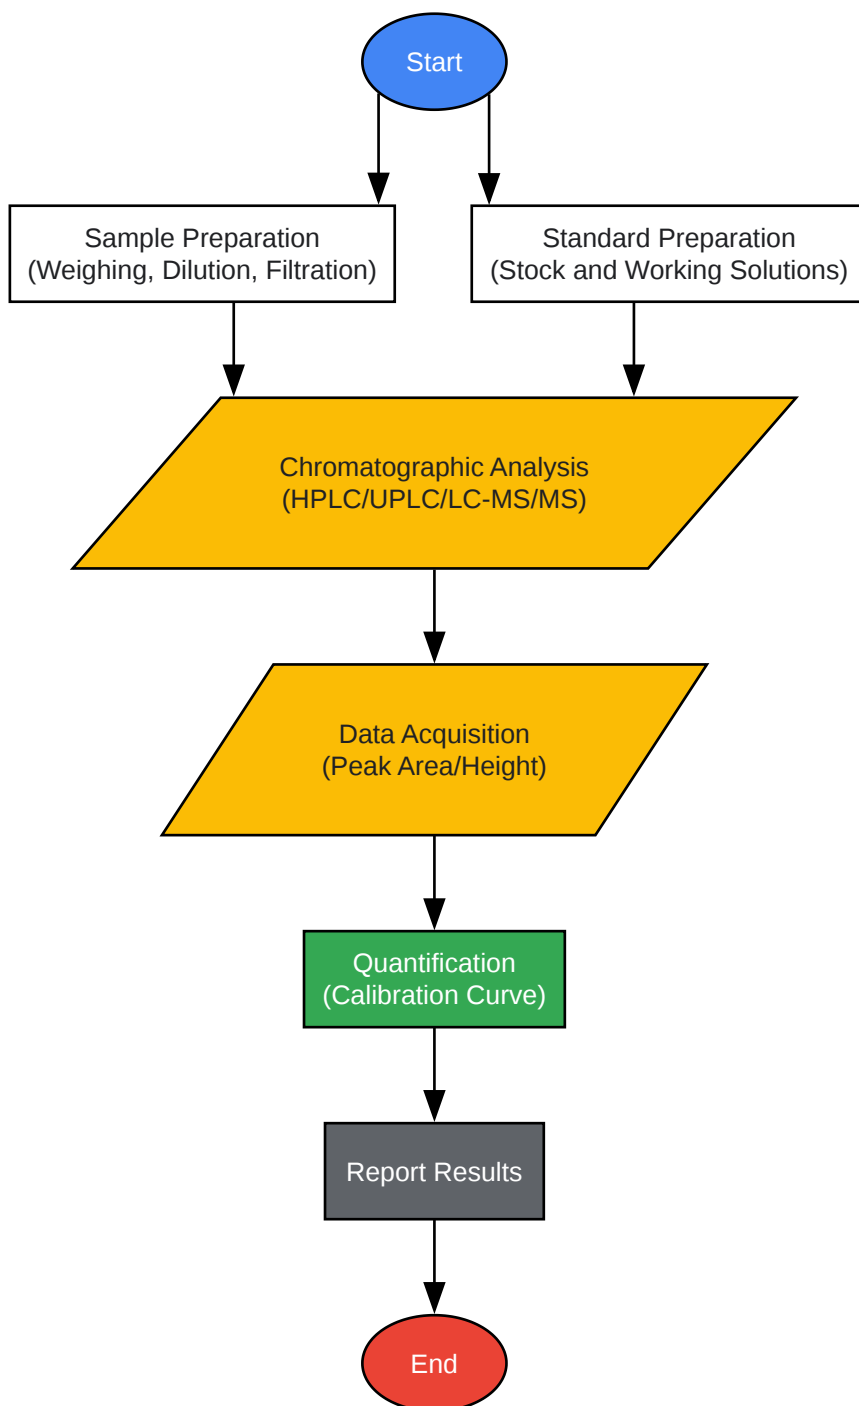 Start
Sample Preparation
(Weighing, Dilution, Filtration)
Standard Preparation
(Stock and Working Solutions)
Chromatographic Analysis
(HPLC/UPLC/LC-MS/MS)
Data Acquisition
(Peak Area/Height)
Quantification
(Calibration Curve)
Report Results
End